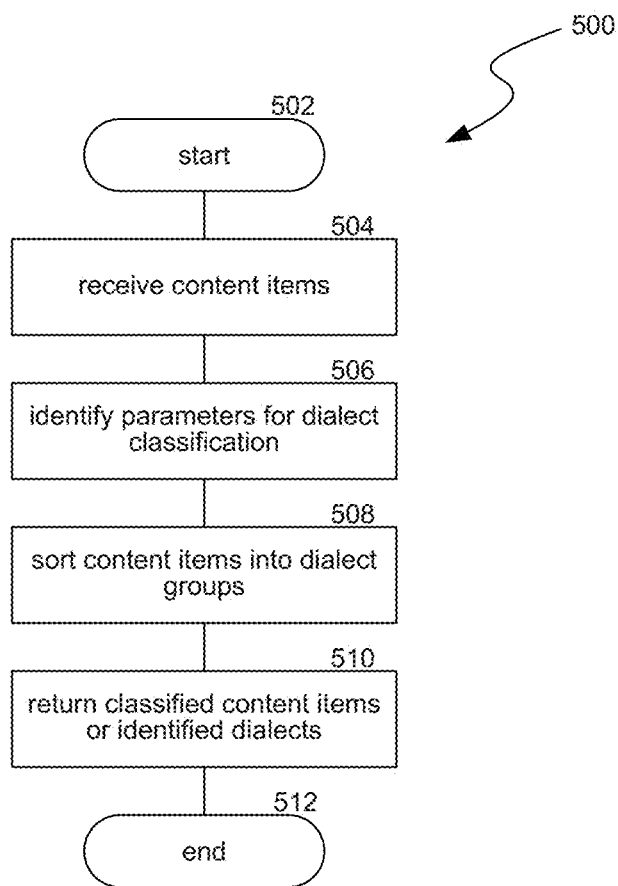 500
502
start
504
receive content items
506
identify parameters for dialect
classification
508
sort content items into dialect
groups
510
return classified content items
or identified dialects
512
end